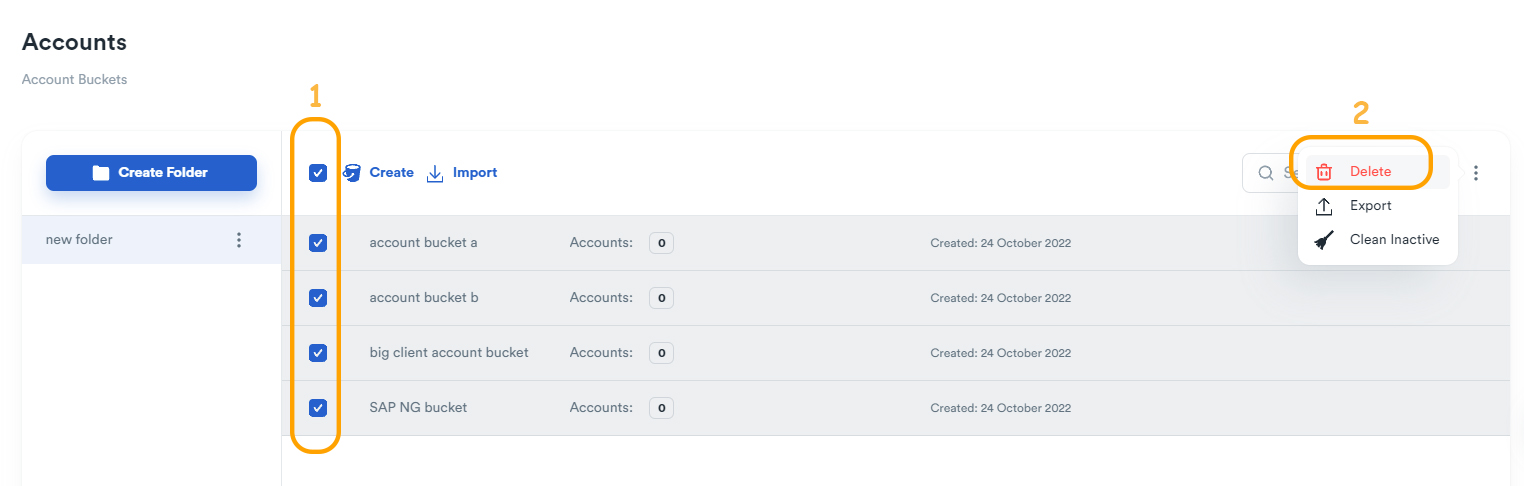 Accounts
Account Buckets
1
2
Create Folder
Create
Import
Delete
Export
Clean Inactive
new folder
account bucket a Accounts: 0 Created: 24 October 2022
account bucket b Accounts: 0 Created: 24 October 2022
big client account bucket Accounts: 0 Created: 24 October 2022
SAP NG bucket Accounts: 0 Created: 24 October 2022